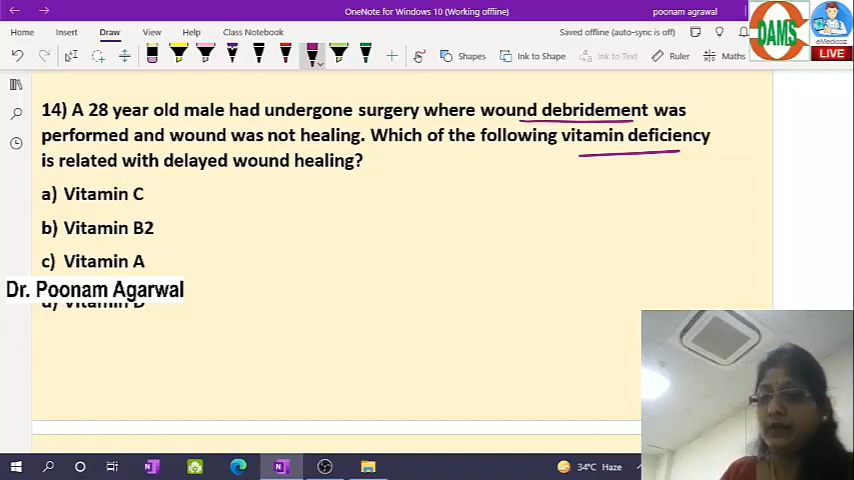 OneNote for Windows 10 (Working offline)
poonam agrawal
Home Insert Draw View Help Class Notebook
Saved offline (auto-sync is off)
Shapes Ink to Shape Ink to Text Ruler Maths
DAMS
eMedicoz
LIVE
14) A 28 year old male had undergone surgery where wound debridement was
performed and wound was not healing. Which of the following vitamin deficiency
is related with delayed wound healing?
a) Vitamin C
b) Vitamin B2
c) Vitamin A
Dr. Poonam Agarwal
d) Vitamin D
34°C Haze